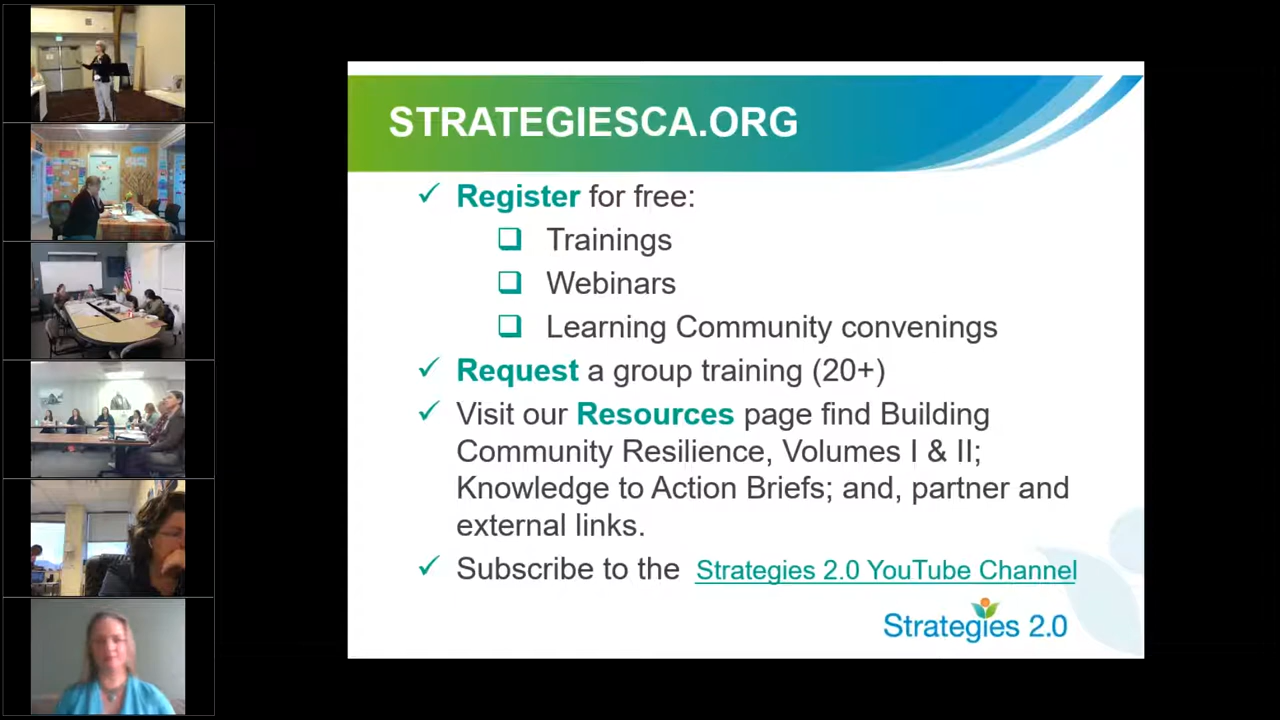 STRATEGIESCA.ORG
Register for free:
Trainings
Webinars
Learning Community convenings
Request a group training (20+)
Visit our Resources page find Building
Community Resilience, Volumes I & II;
Knowledge to Action Briefs; and, partner and
external links.
Subscribe to the Strategies 2.0 YouTube Channel
Strategies 2.0